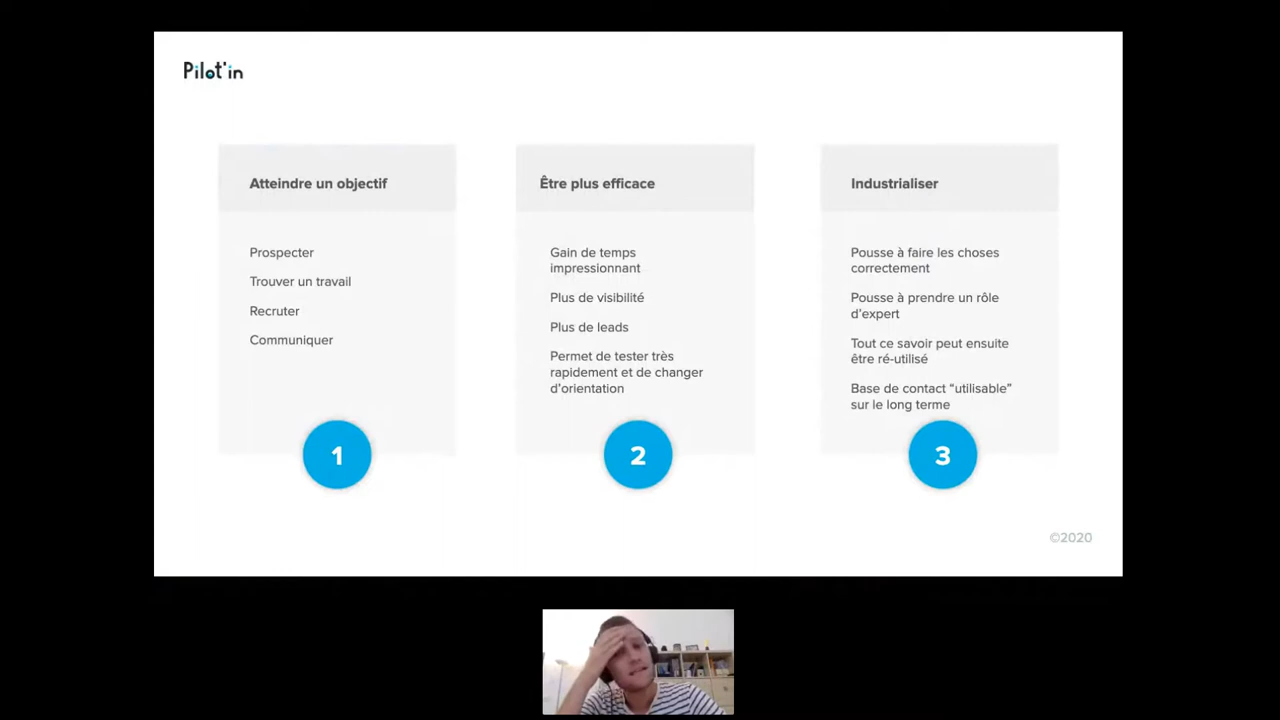 Pilot'in
Atteindre un objectif
Prospecter
Trouver un travail
Recruter
Communiquer
1
Être plus efficace
Gain de temps
impressionnant
Plus de visibilité
Plus de leads
Permet de tester très
rapidement et de changer
d'orientation
2
Industrialiser
Pousse à faire les choses
correctement
Pousse à prendre un rôle
d'expert
Tout ce savoir peut ensuite
être ré-utilisé
Base de contact “utilisable”
sur le long terme
3
©2020